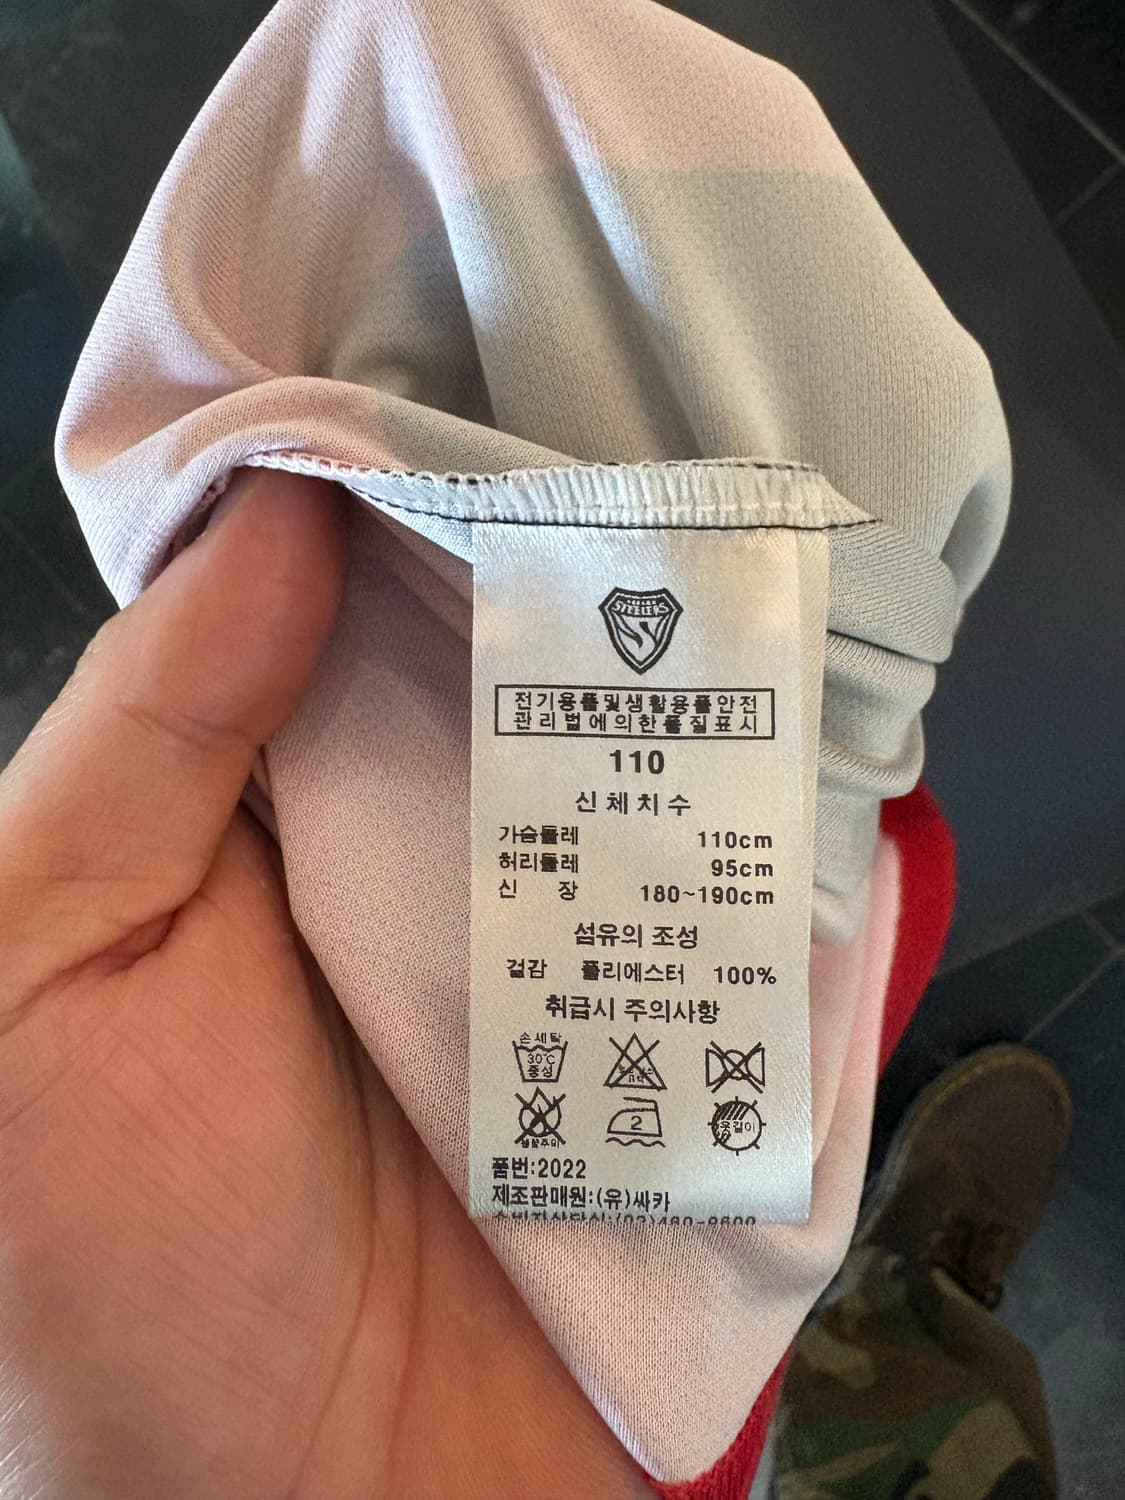 STEELERS
전기용품및생활용품안전
관리법에의한품질표시
110
신체치수
가슴둘레 110cm
허리둘레 95cm
신 장 180~190cm
섬유의 조성
겉감 폴리에스터 100%
취급시 주의사항
손세탁
30℃
중성
2
옷걸이
품번:2022
제조판매원:(유)싸카